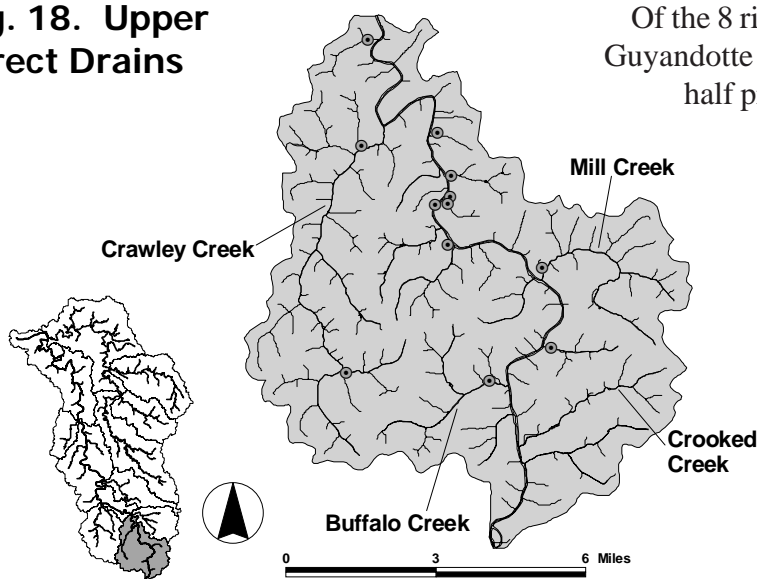 g. 18. Upper
rect Drains
Of the 8 ri
Guyandotte
half p
Mill Creek
Crawley Creek
Crooked
Creek
Buffalo Creek
0 3 6 Miles